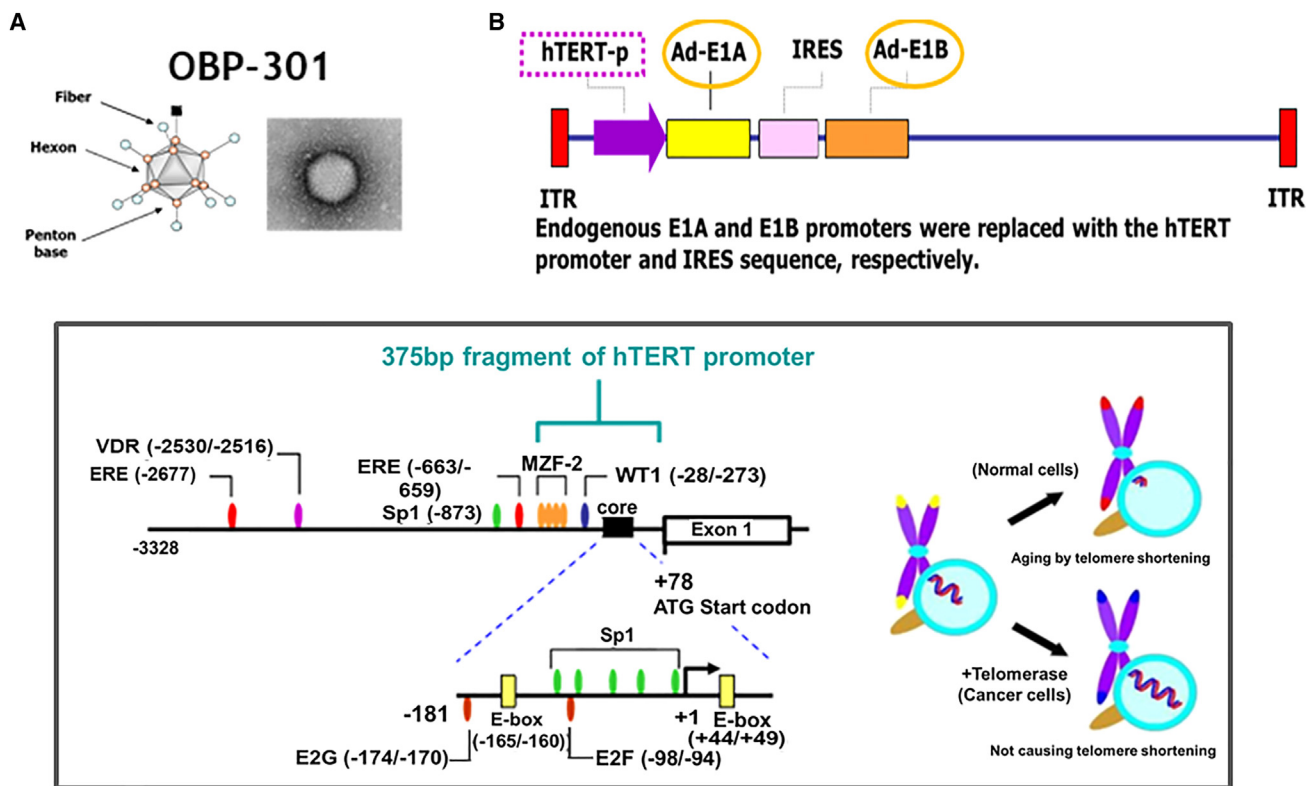 A
OBP-301
Fiber
Hexon
Penton
base
B
hTERT-p
Ad-E1A
IRES
Ad-E1B
ITR
ITR
Endogenous E1A and E1B promoters were replaced with the hTERT
promoter and IRES sequence, respectively.
375bp fragment of hTERT promoter
VDR (-2530/-2516)
ERE (-2677)
ERE (-663/-
659)
Sp1 (-873)
MZF-2
WT1 (-28/-273)
core
Exon 1
-3328
+78
ATG Start codon
Sp1
-181
E-box
(-165/-160)
+1
E-box
(+44/+49)
E2G (-174/-170)
E2F (-98/-94)
(Normal cells)
Aging by telomere shortening
+Telomerase
(Cancer cells)
Not causing telomere shortening